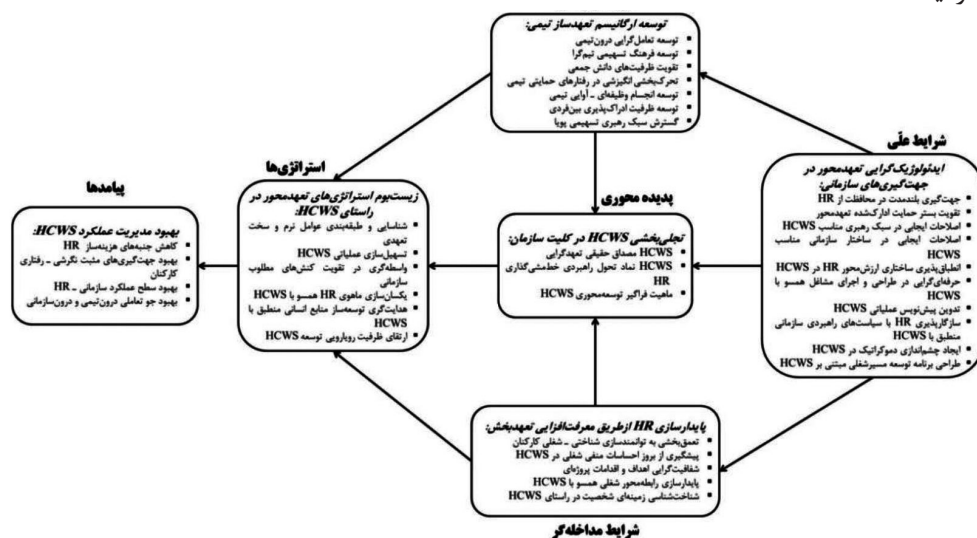 توسعه ارگانیسم تعهدساز تیمی:
توسعه تعامل‌گرایی درون‌تیمی
توسعه فرهنگ تسهیمی تیم‌گرا
تقویت ظرفیت‌های دانش جمعی
تحرک‌بخشی انگیزشی در رفتارهای حمایتی تیمی
توسعه انجسام وظیفه‌ای ـ آوایی تیمی
توسعه ظرفیت ادراک‌پذیری بین‌فردی
گسترش سبک رهبری تسهیمی پویا
شرایط علّی
ایدئولوژیک‌گرایی تعهدمحور در
جهت‌گیری‌های سازمانی:
جهت‌گیری بلندمدت در محافظت از HR
تقویت بستر حمایت ادراک‌شده تعهدمحور
اصلاحات ایجابی در سبک رهبری مناسب HCWS
اصلاحات ایجابی در ساختار سازمانی مناسب
HCWS
انطباق‌پذیری ساختاری ارزش‌محور HR در HCWS
حرفه‌ای‌گرایی در طراحی و اجرای مشاغل همسو با
HCWS
تدوین پیش‌نویس عملیاتی HCWS
سازگارپذیری HR با سیاست‌های راهبردی سازمانی
منطبق با HCWS
ایجاد چشم‌اندازی دموکراتیک در HCWS
طراحی برنامه توسعه مسیرشغلی مبتنی بر HCWS
پدیده محوری
تجلی‌بخشی HCWS در کلیت سازمان:
HCWS مصداق حقیقی تعهدگرایی
HCWS نماد تحول راهبردی خط‌مشی‌گذاری
HR
ماهیت فراگیر توسعه‌محوری HCWS
استراتژی‌ها
زیست‌بوم استراتژی‌های تعهدمحور در
راستای HCWS:
شناسایی و طبقه‌بندی عوامل نرم و سخت
تعهدی
تسهیل‌سازی عملیاتی HCWS
واسطه‌گری در تقویت کنش‌های مطلوب
سازمانی
یکسان‌سازی ماهوی HR همسو با HCWS
هدایت‌گری توسعه‌ساز منابع انسانی منطبق با
HCWS
ارتقای ظرفیت رویارویی توسعه HCWS
پیامدها
بهبود مدیریت عملکرد HCWS:
کاهش جنبه‌های هزینه‌ساز HR
بهبود جهت‌گیری‌های مثبت نگرشی ـ رفتاری
کارکنان
بهبود سطح عملکرد سازمانی ـ HR
بهبود جو تعاملی درون‌تیمی و درون‌سازمانی
پایدارسازی HR ازطریق معرفت‌افزایی تعهدبخش:
تعمق‌بخشی به توانمندسازی شناختی ـ شغلی کارکنان
پیشگیری از بروز احساسات منفی شغلی در HCWS
شفافیت‌گرایی اهداف و اقدامات پروژه‌ای
پایدارسازی رابطه‌محور شغلی همسو با HCWS
شناخت‌شناسی زمینه‌ای شخصیت در راستای HCWS
شرایط مداخله‌گر